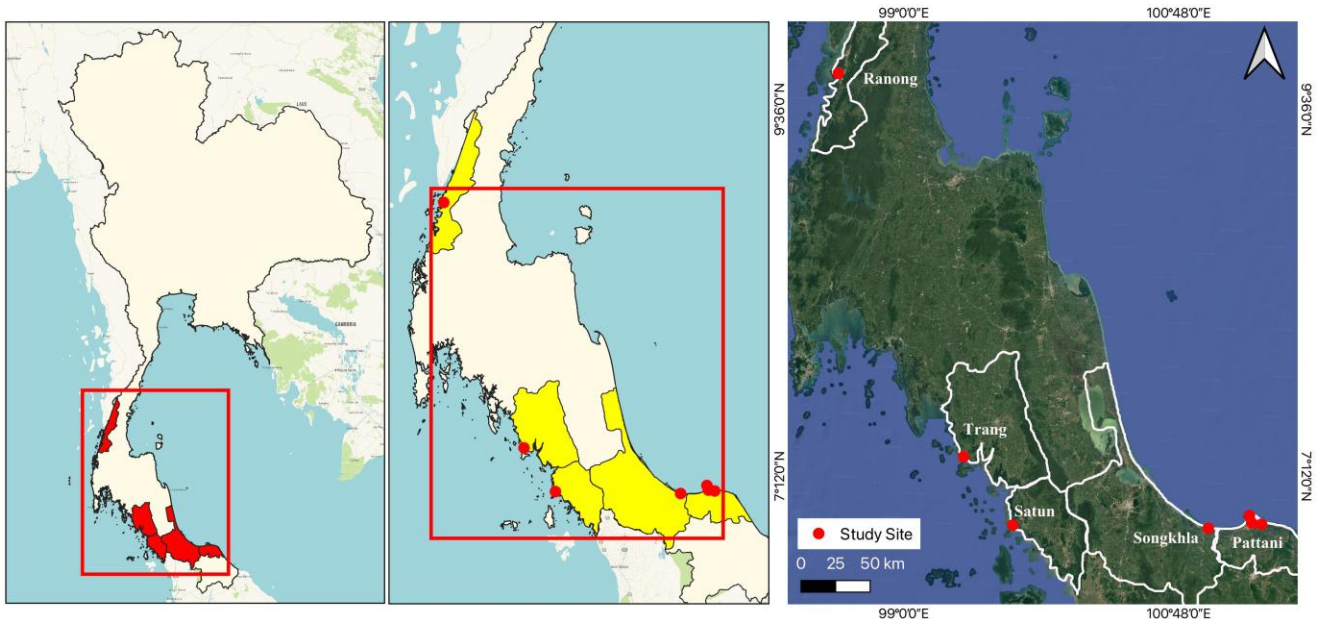 LAOS
CAMBODIA
99°0'0"E 100°48'0"E
9°36'0"N 9°36'0"N
7°12'0"N 7°12'0"N
Ranong
Trang
Satun
Songkhla
Pattani
Study Site
0 25 50 km
99°0'0"E 100°48'0"E